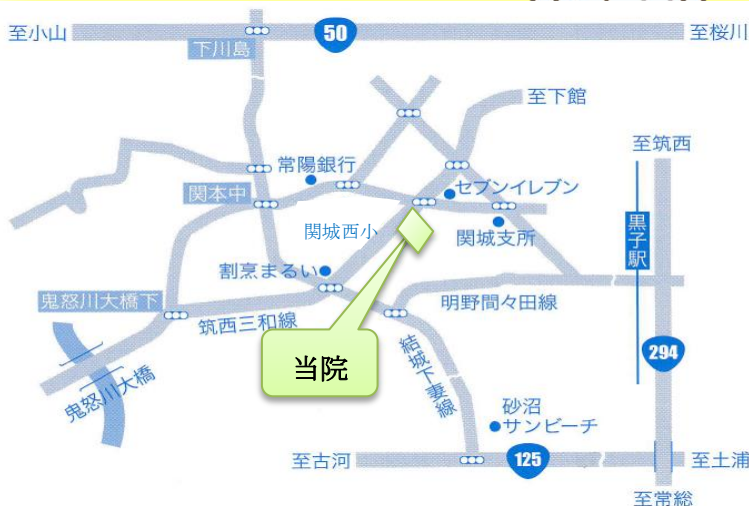 至小山
50
至桜川
下川島
至下館
至筑西
常陽銀行
セブンイレブン
関本中
関城西小
関城支所
黒子駅
割烹まるい
鬼怒川大橋下
筑西三和線
明野間々田線
当院
294
鬼怒川大橋
結城下妻線
砂沼
サンビーチ
至古河
125
至土浦
至常総